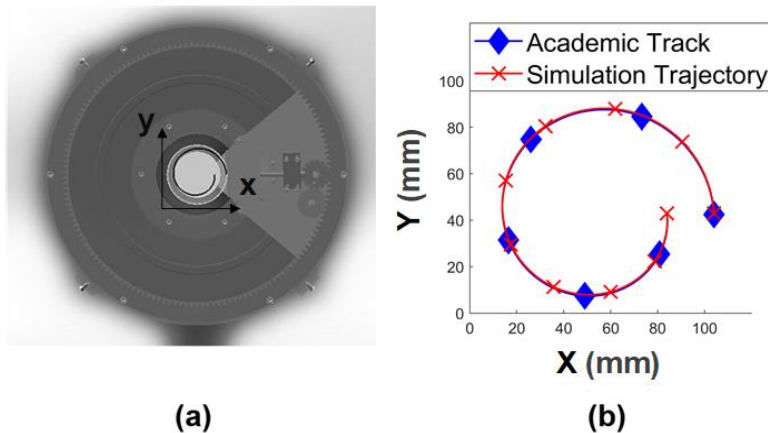 y
x
(a)
Academic Track
Simulation Trajectory
100
80
60
40
20
0
Y (mm)
0 20 40 60 80 100
X (mm)
(b)